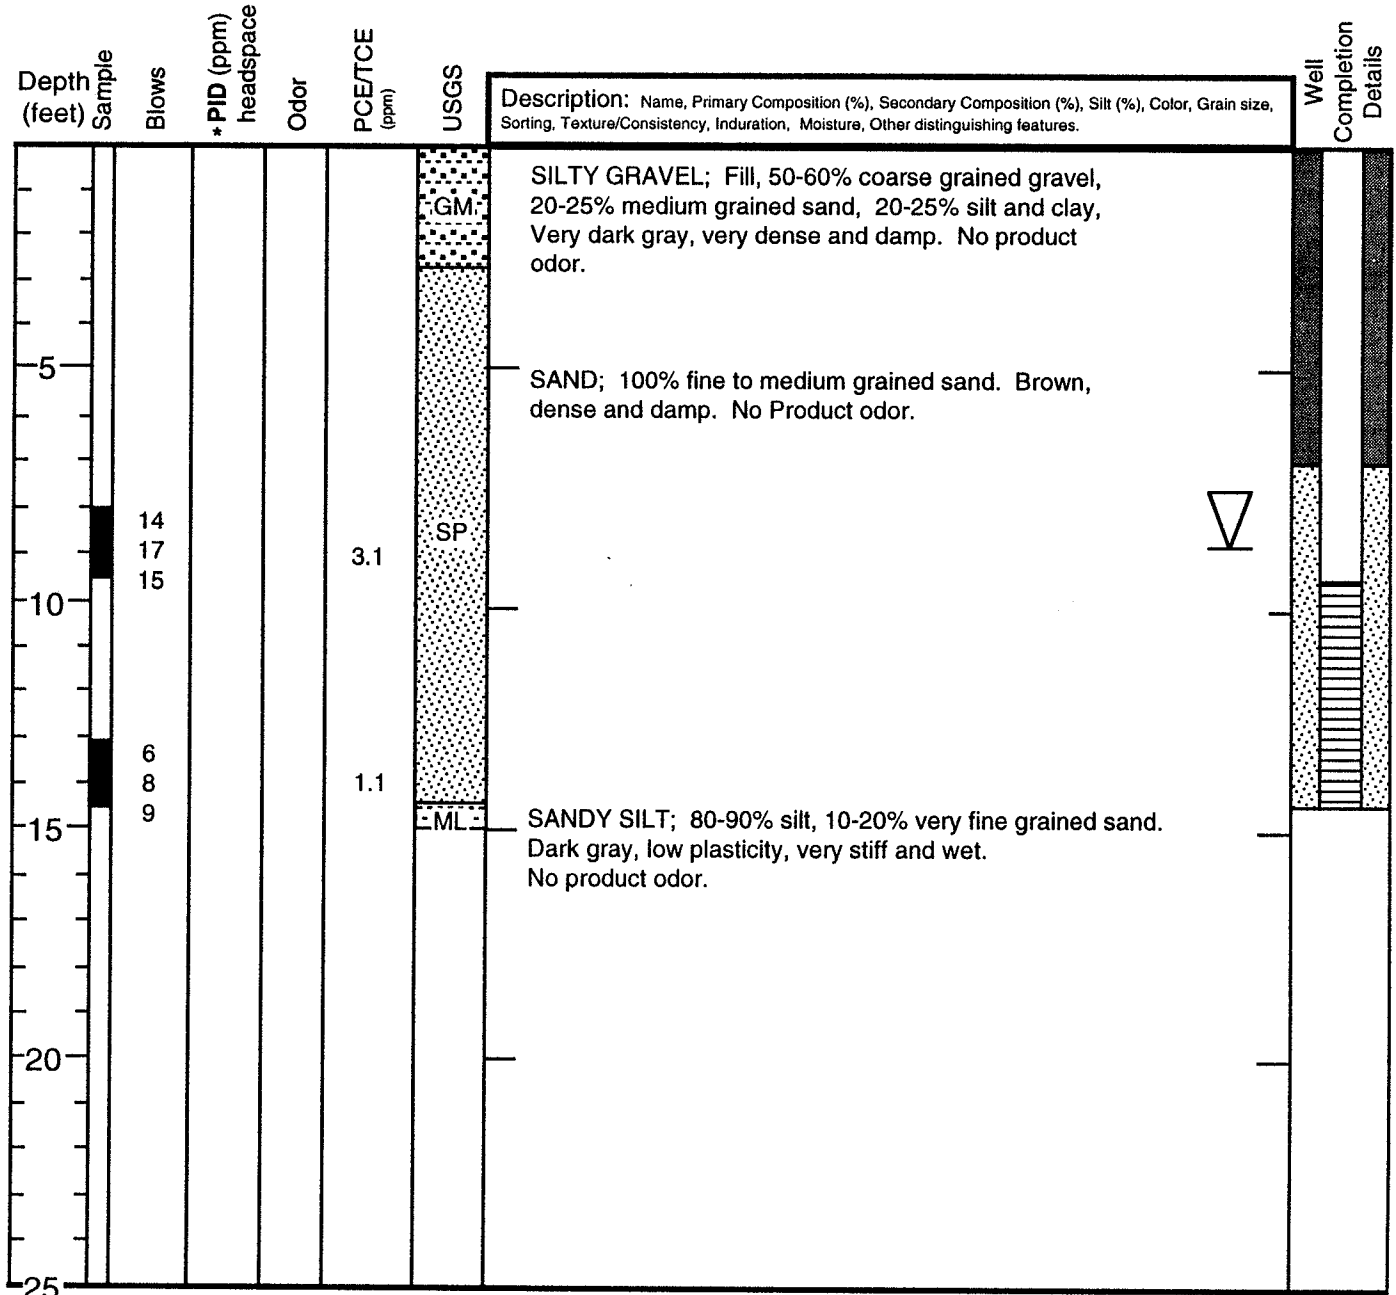 Depth
(feet)
Sample
Blows
* PID (ppm)
headspace
Odor
PCE/TCE
(ppm)
USGS
Description: Name, Primary Composition (%), Secondary Composition (%), Silt (%), Color, Grain size,
Sorting, Texture/Consistency, Induration, Moisture, Other distinguishing features.
Well
Completion
Details
SILTY GRAVEL; Fill, 50-60% coarse grained gravel,
20-25% medium grained sand, 20-25% silt and clay,
Very dark gray, very dense and damp. No product
odor.
GM
5
SAND; 100% fine to medium grained sand. Brown,
dense and damp. No Product odor.
14
17
15
3.1
SP
10
6
8
9
1.1
15
ML
SANDY SILT; 80-90% silt, 10-20% very fine grained sand.
Dark gray, low plasticity, very stiff and wet.
No product odor.
20
25